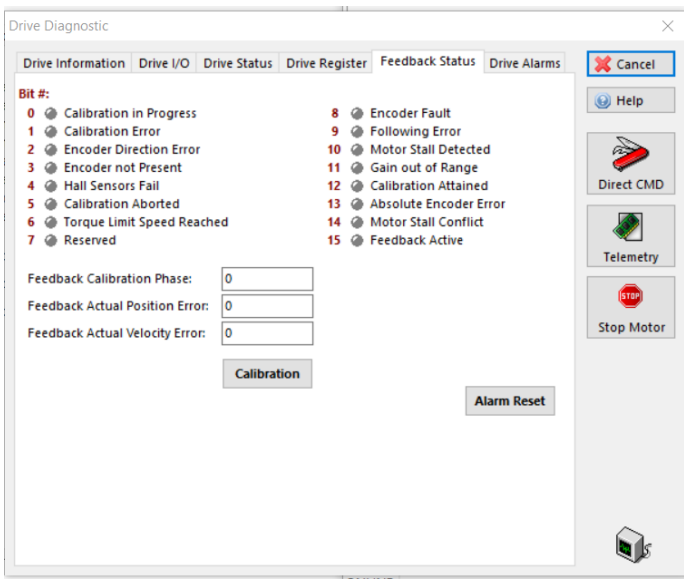 Drive Diagnostic
Drive Information Drive I/O Drive Status Drive Register Feedback Status Drive Alarms
Cancel
Help
Direct CMD
Telemetry
STOP
Stop Motor
Bit #:
0 Calibration in Progress
1 Calibration Error
2 Encoder Direction Error
3 Encoder not Present
4 Hall Sensors Fail
5 Calibration Aborted
6 Torque Limit Speed Reached
7 Reserved
8 Encoder Fault
9 Following Error
10 Motor Stall Detected
11 Gain out of Range
12 Calibration Attained
13 Absolute Encoder Error
14 Motor Stall Conflict
15 Feedback Active
Feedback Calibration Phase: 0
Feedback Actual Position Error: 0
Feedback Actual Velocity Error: 0
Calibration
Alarm Reset